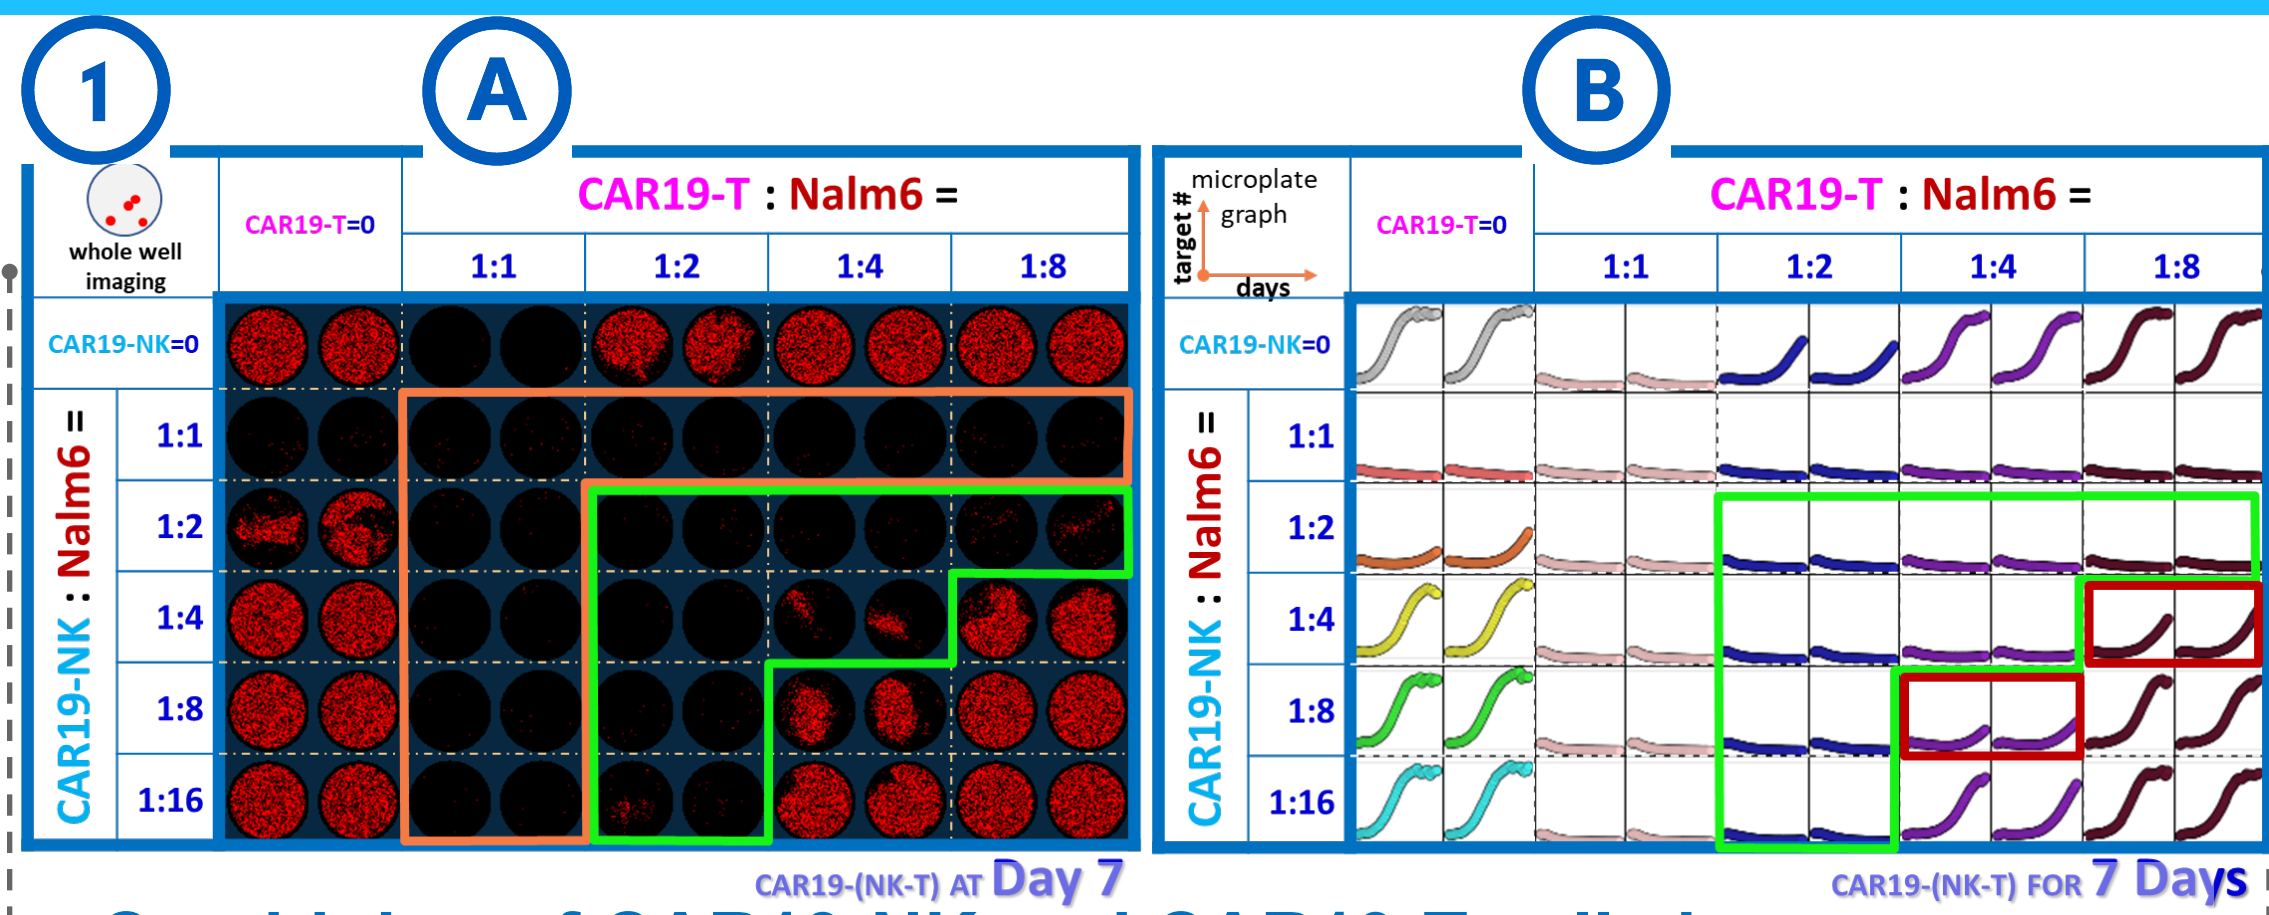 1
A
B
whole well
imaging
CAR19-T=0
CAR19-T : Nalm6 =
1:1
1:2
1:4
1:8
CAR19-NK=0
CAR19-NK : Nalm6 =
1:1
1:2
1:4
1:8
1:16
CAR19-(NK-T) AT Day 7
microplate
graph
target #
days
CAR19-T=0
CAR19-T : Nalm6 =
1:1
1:2
1:4
1:8
CAR19-NK=0
CAR19-NK : Nalm6 =
1:1
1:2
1:4
1:8
1:16
CAR19-(NK-T) FOR 7 Days